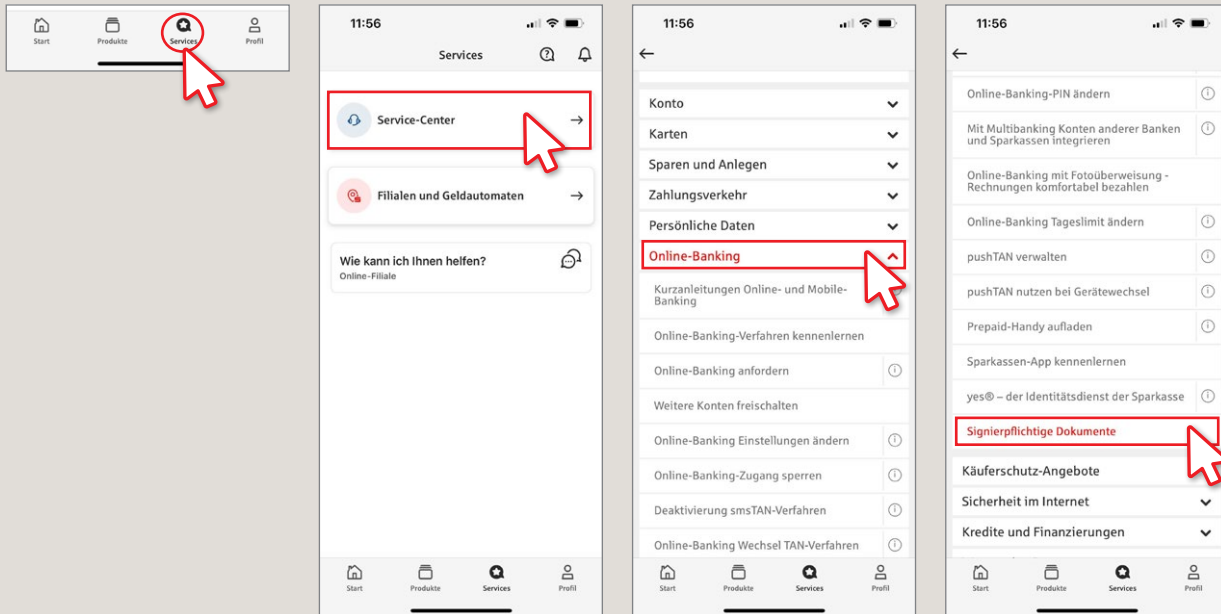 Start
Produkte
Services
Profil
11:56
Services
Service-Center
Filialen und Geldautomaten
Wie kann ich Ihnen helfen?
Online-Filiale
Start
Produkte
Services
Profil
11:56
Konto
Karten
Sparen und Anlegen
Zahlungsverkehr
Persönliche Daten
Online-Banking
Kurzanleitungen Online- und Mobile-
Banking
Online-Banking-Verfahren kennenlernen
Online-Banking anfordern
Weitere Konten freischalten
Online-Banking Einstellungen ändern
Online-Banking-Zugang sperren
Deaktivierung smsTAN-Verfahren
Online-Banking Wechsel TAN-Verfahren
Start
Produkte
Services
Profil
11:56
Online-Banking-PIN ändern
Mit Multibanking Konten anderer Banken
und Sparkassen integrieren
Online-Banking mit Fotoüberweisung -
Rechnungen komfortabel bezahlen
Online-Banking Tageslimit ändern
pushTAN verwalten
pushTAN nutzen bei Gerätewechsel
Prepaid-Handy aufladen
Sparkassen-App kennenlernen
yes® – der Identitätsdienst der Sparkasse
Signierpflichtige Dokumente
Käuferschutz-Angebote
Sicherheit im Internet
Kredite und Finanzierungen
Start
Produkte
Services
Profil